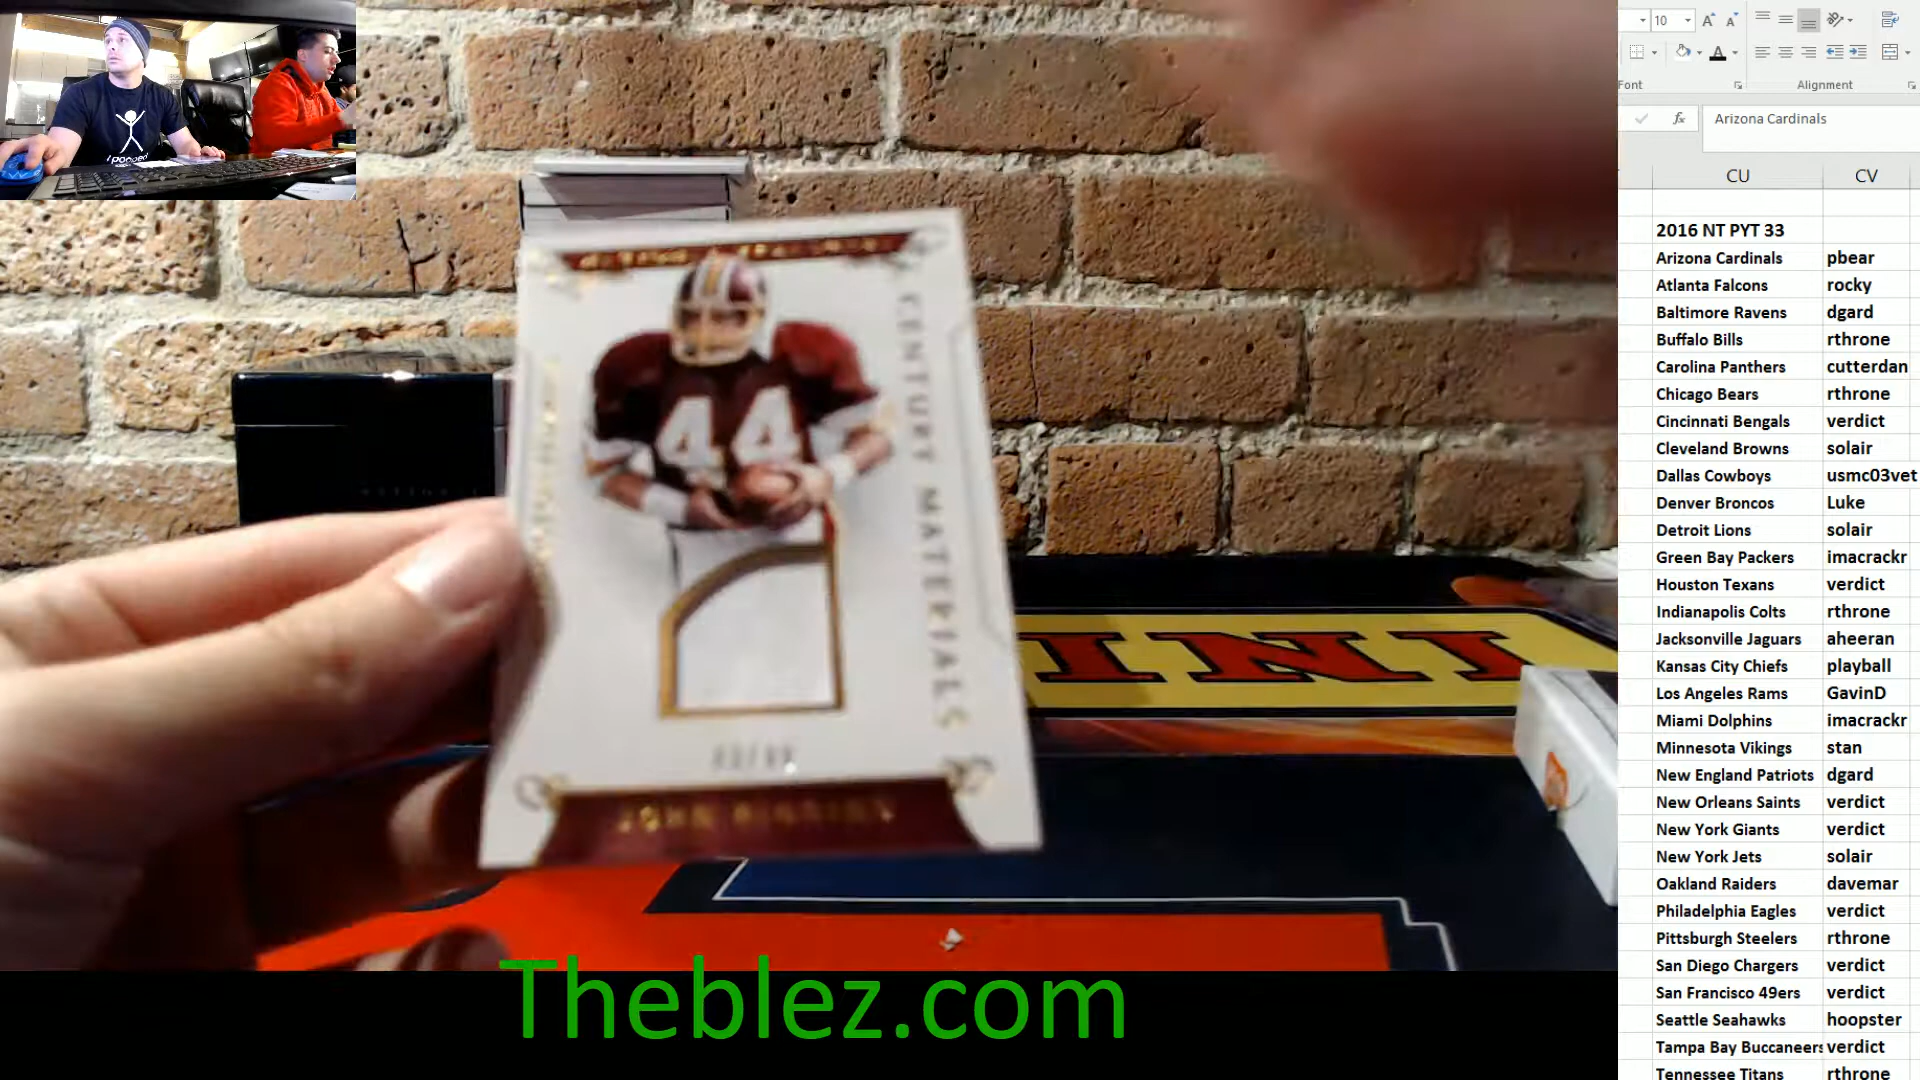 10
Font
Alignment
fx
Arizona Cardinals
CU CV
2016 NT PYT 33
Arizona Cardinals pbear
Atlanta Falcons rocky
Baltimore Ravens dgard
Buffalo Bills rthrone
Carolina Panthers cutterdan
Chicago Bears rthrone
Cincinnati Bengals verdict
Cleveland Browns solair
Dallas Cowboys usmc03vet
Denver Broncos Luke
Detroit Lions solair
Green Bay Packers imacrackr
Houston Texans verdict
Indianapolis Colts rthrone
Jacksonville Jaguars aheeran
Kansas City Chiefs playball
Los Angeles Rams GavinD
Miami Dolphins imacrackr
Minnesota Vikings stan
New England Patriots dgard
New Orleans Saints verdict
New York Giants verdict
New York Jets solair
Oakland Raiders davemar
Philadelphia Eagles verdict
Pittsburgh Steelers rthrone
San Diego Chargers verdict
San Francisco 49ers verdict
Seattle Seahawks hoopster
Tampa Bay Buccaneers verdict
Tennessee Titans rthrone
I pooped
44
CENTURY MATERIALS
JOHN RIGGINS
INI
Theblez.com